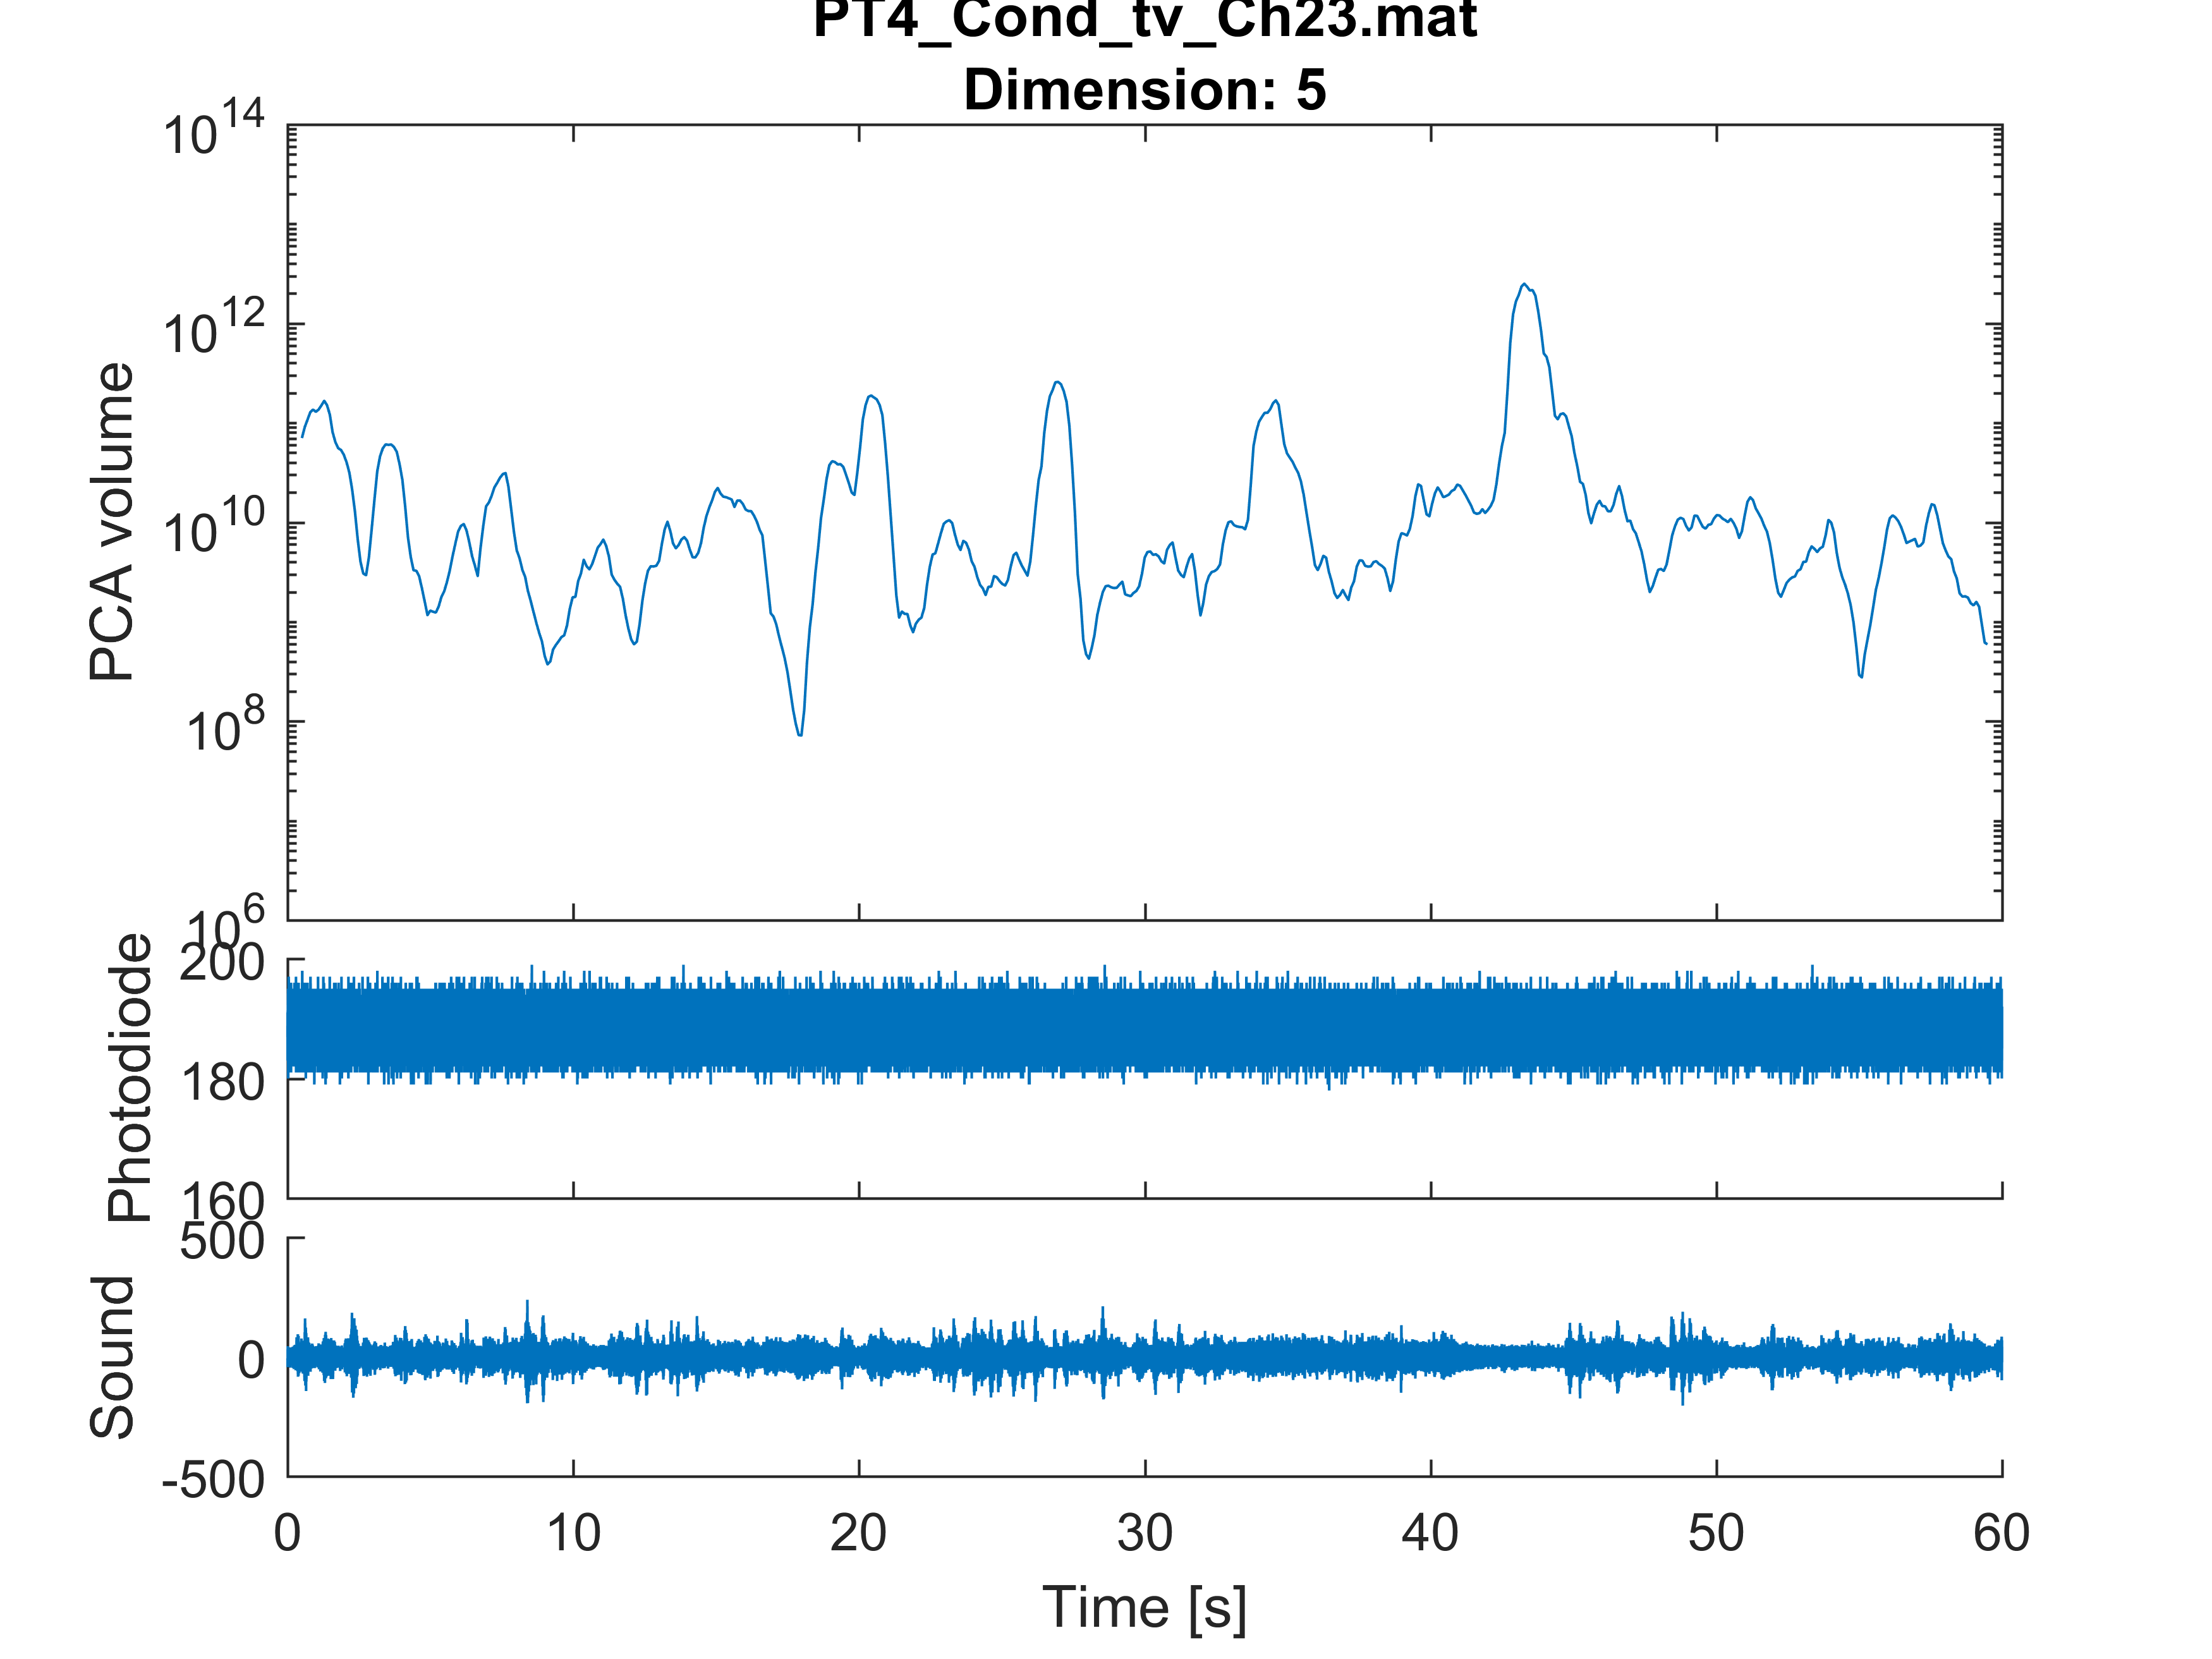 PT4_Cond_tv_Ch23.mat
Dimension: 5
10^14
10^12
10^10
10^8
10^6
PCA volume
200
180
160
Photodiode
500
0
-500
Sound
0 10 20 30 40 50 60
Time [s]